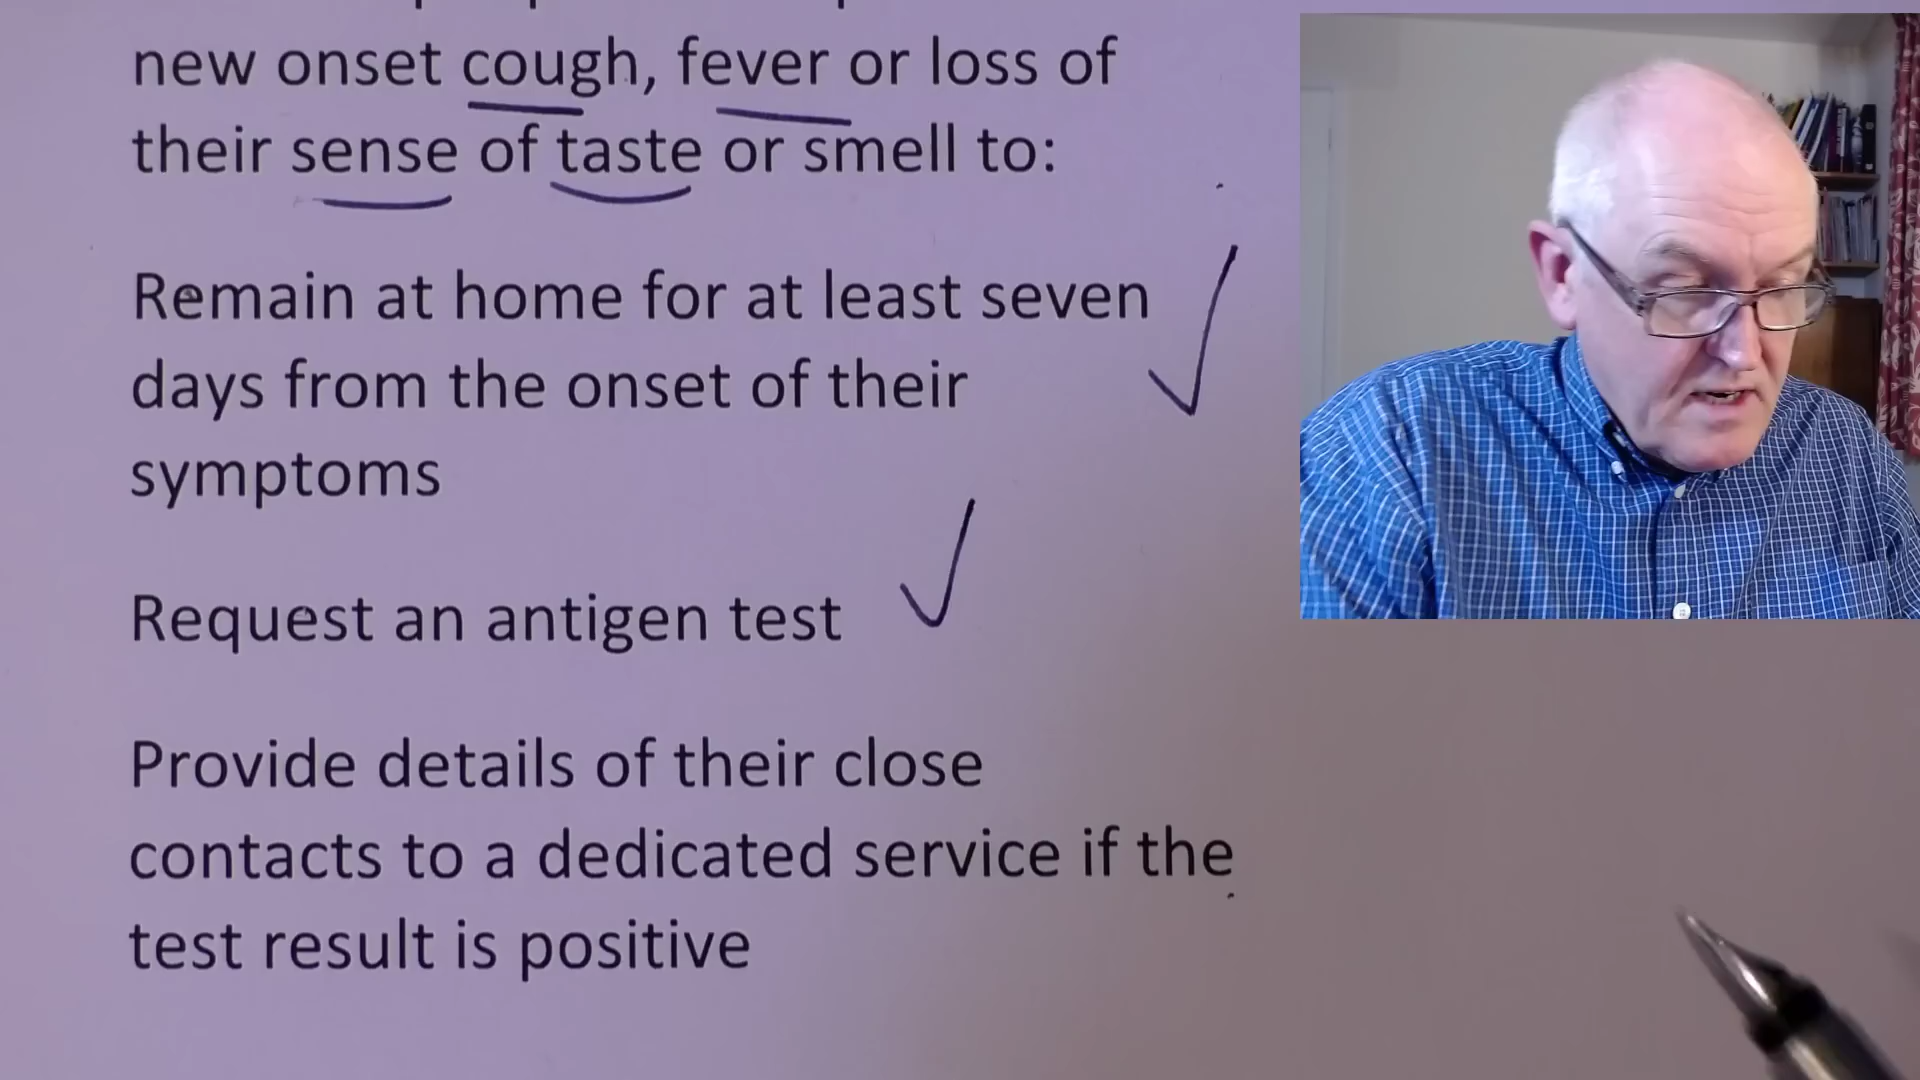 new onset cough, fever or loss of
their sense of taste or smell to:
Remain at home for at least seven
days from the onset of their
symptoms
Request an antigen test
Provide details of their close
contacts to a dedicated service if the
test result is positive